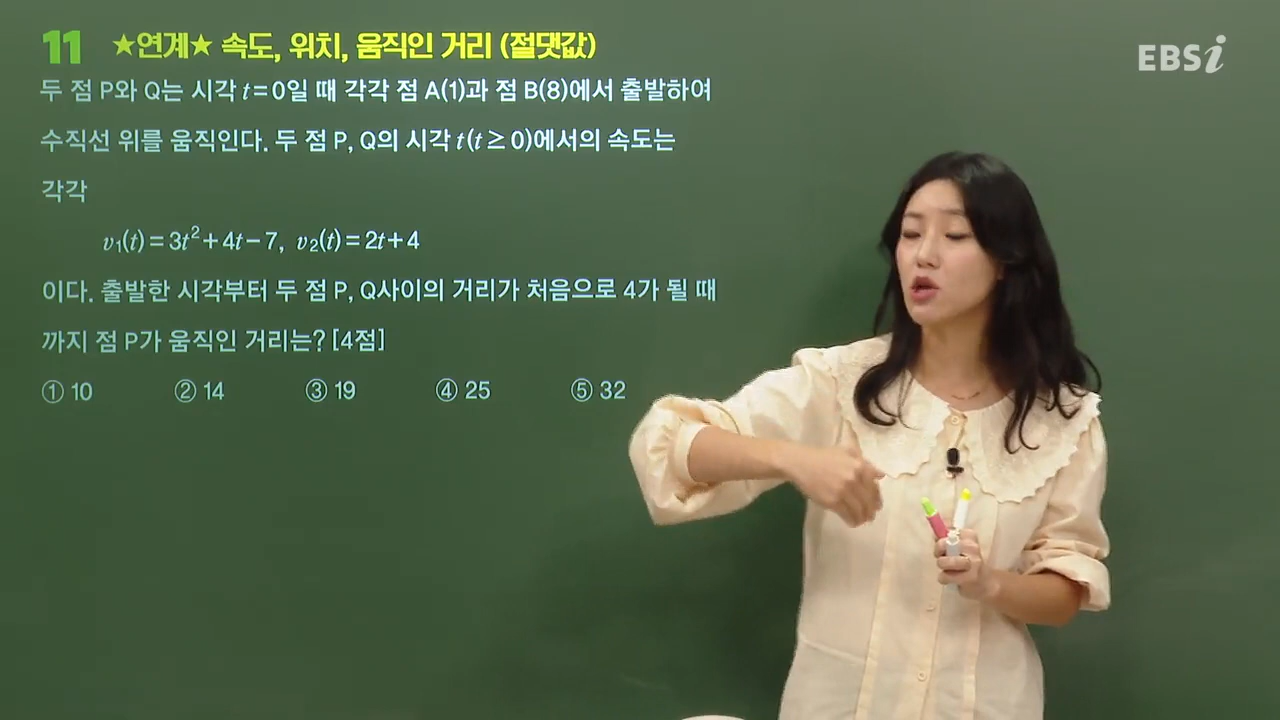 11 ★연계★ 속도, 위치, 움직인 거리 (절댓값)
EBSi
두 점 P와 Q는 시각 t=0일 때 각각 점 A(1)과 점 B(8)에서 출발하여
수직선 위를 움직인다. 두 점 P, Q의 시각 t(t≥0)에서의 속도는
각각
v₁(t)=3t²+4t-7, v₂(t)=2t+4
이다. 출발한 시각부터 두 점 P, Q사이의 거리가 처음으로 4가 될 때
까지 점 P가 움직인 거리는? [4점]
① 10 ② 14 ③ 19 ④ 25 ⑤ 32